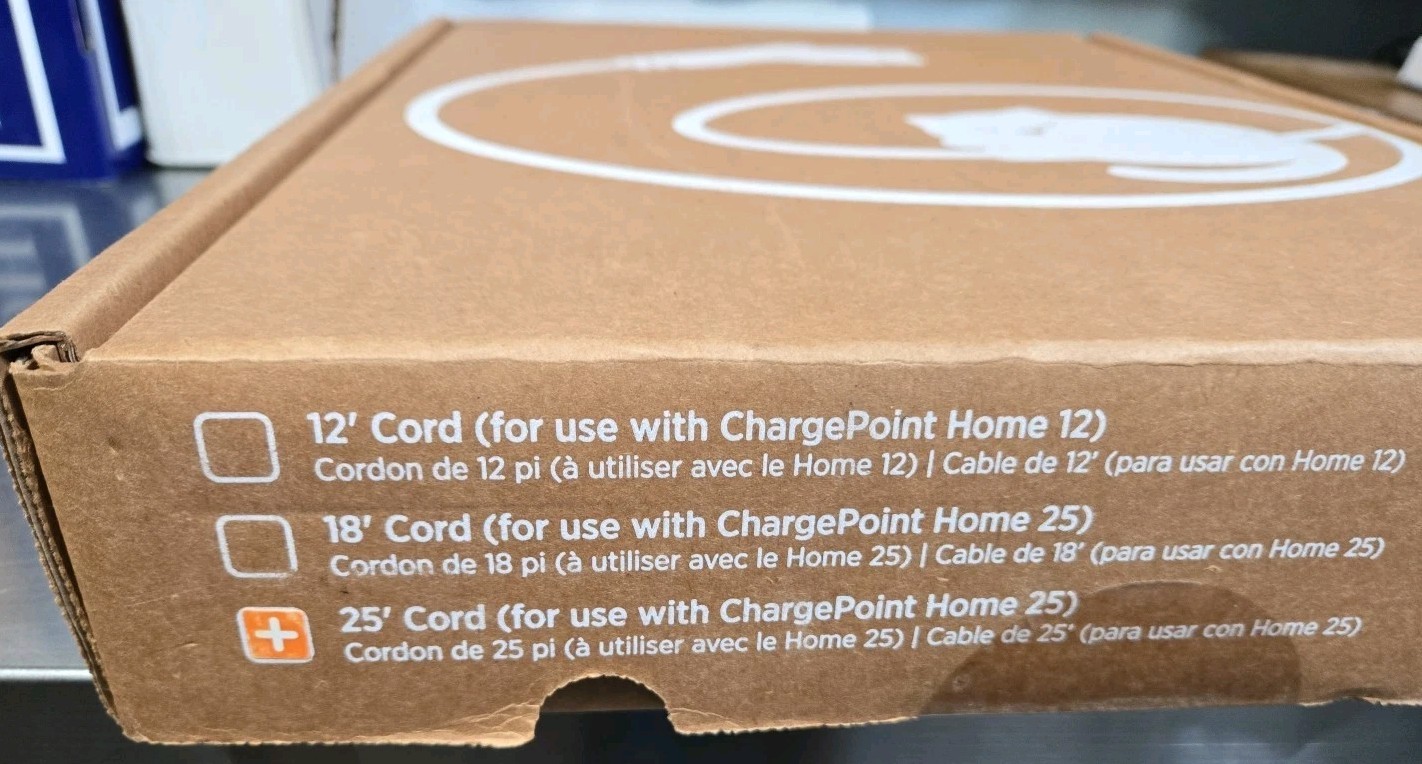 12' Cord (for use with ChargePoint Home 12)
Cordon de 12 pi (à utiliser avec le Home 12) | Cable de 12' (para usar con Home 12)
18' Cord (for use with ChargePoint Home 25)
Cordon de 18 pi (à utiliser avec le Home 25) | Cable de 18' (para usar con Home 25)
25' Cord (for use with ChargePoint Home 25)
Cordon de 25 pi (à utiliser avec le Home 25) | Cable de 25' (para usar con Home 25)